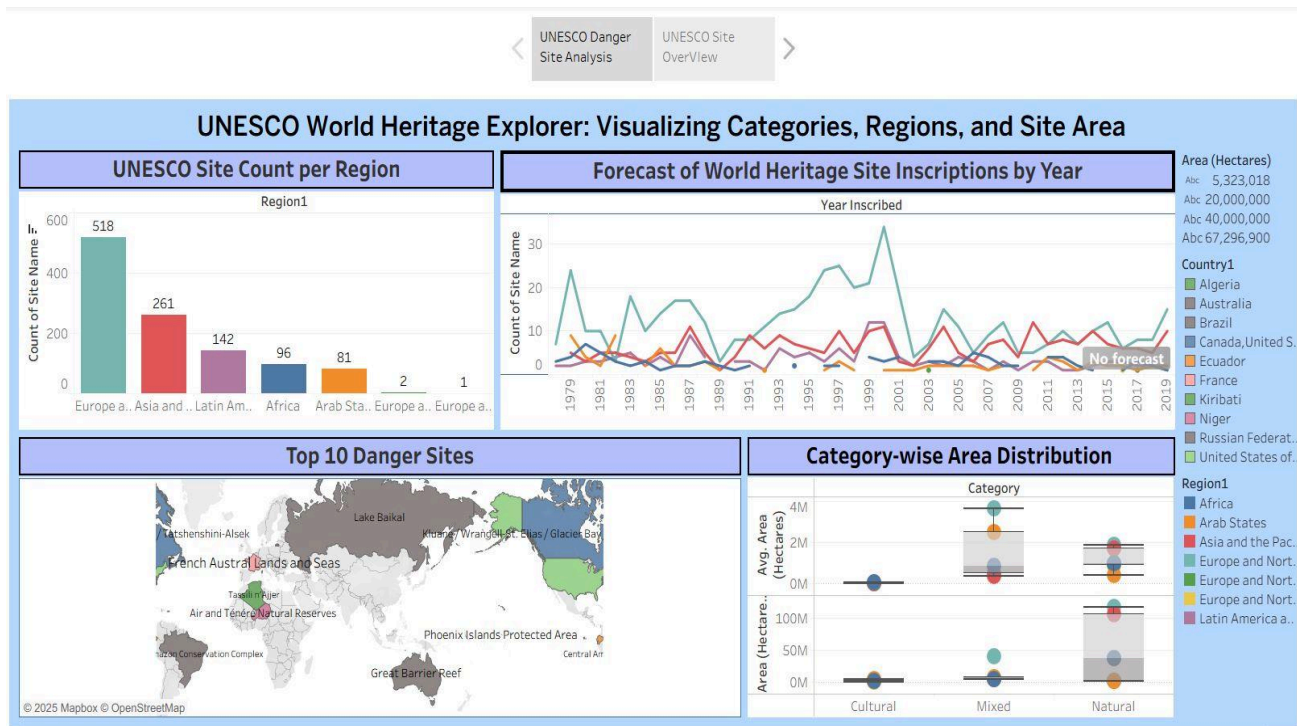 UNESCO Danger
Site Analysis
UNESCO Site
OverVIew
UNESCO World Heritage Explorer: Visualizing Categories, Regions, and Site Area
UNESCO Site Count per Region
Region1
Count of Site Name
600
400
200
0
518
261
142
96
81
2
1
Europe a..
Asia and ..
Latin Am..
Africa
Arab Sta..
Europe a..
Europe a..
Forecast of World Heritage Site Inscriptions by Year
Year Inscribed
Count of Site Name
30
20
10
0
No forecast
1979
1981
1983
1985
1987
1989
1991
1993
1995
1997
1999
2001
2003
2005
2007
2009
2011
2013
2015
2017
2019
Top 10 Danger Sites
Lake Baikal
/ Tatshenshini-Alsek
Kluane / Wrangell-St. Elias / Glacier Bay
French Austral Lands and Seas
Tassili n'Ajjer
Air and Ténéré Natural Reserves
Phoenix Islands Protected Area
azon Conservation Complex
Central Am
Great Barrier Reef
© 2025 Mapbox © OpenStreetMap
Category-wise Area Distribution
Category
Avg. Area
(Hectares)
4M
2M
0M
Area (Hectare..
100M
50M
0M
Cultural
Mixed
Natural
Area (Hectares)
Abc 5,323,018
Abc 20,000,000
Abc 40,000,000
Abc 67,296,900
Country1
Algeria
Australia
Brazil
Canada,United S.
Ecuador
France
Kiribati
Niger
Russian Federat..
United States of..
Region1
Africa
Arab States
Asia and the Pac..
Europe and Nort..
Europe and Nort..
Europe and Nort..
Latin America a..